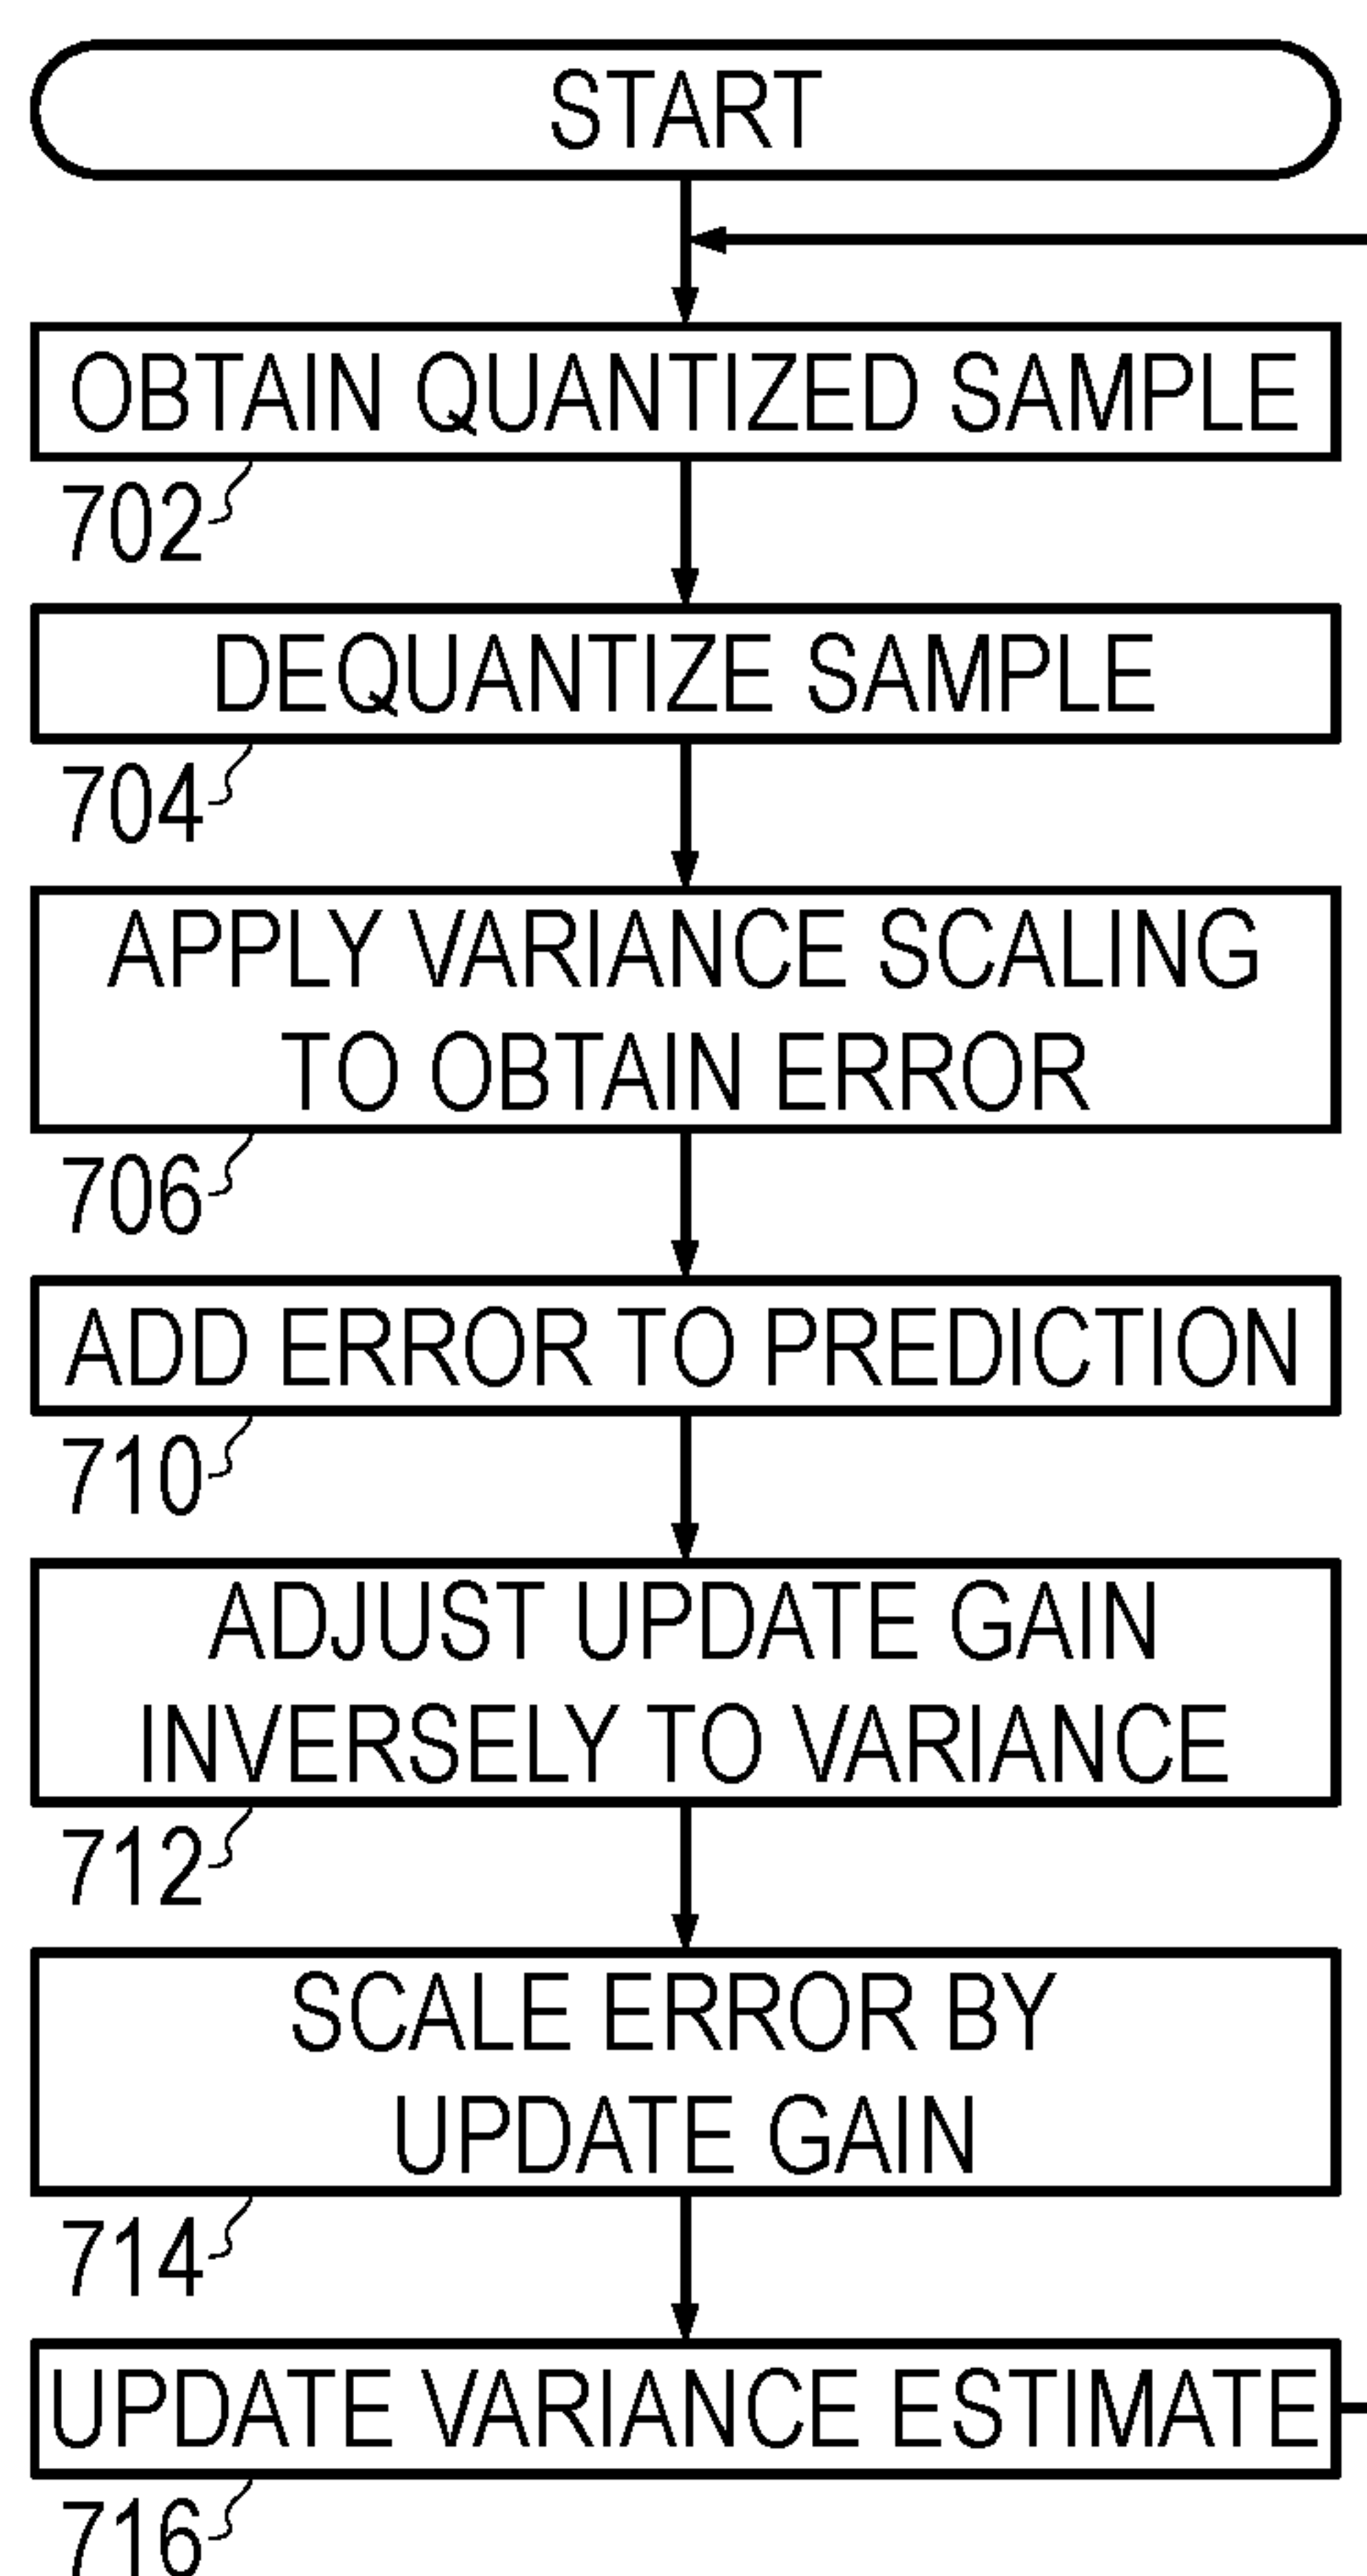 START
OBTAIN QUANTIZED SAMPLE
702
DEQUANTIZE SAMPLE
704
APPLY VARIANCE SCALING
TO OBTAIN ERROR
706
ADD ERROR TO PREDICTION
710
ADJUST UPDATE GAIN
INVERSELY TO VARIANCE
712
SCALE ERROR BY
UPDATE GAIN
714
UPDATE VARIANCE ESTIMATE
716